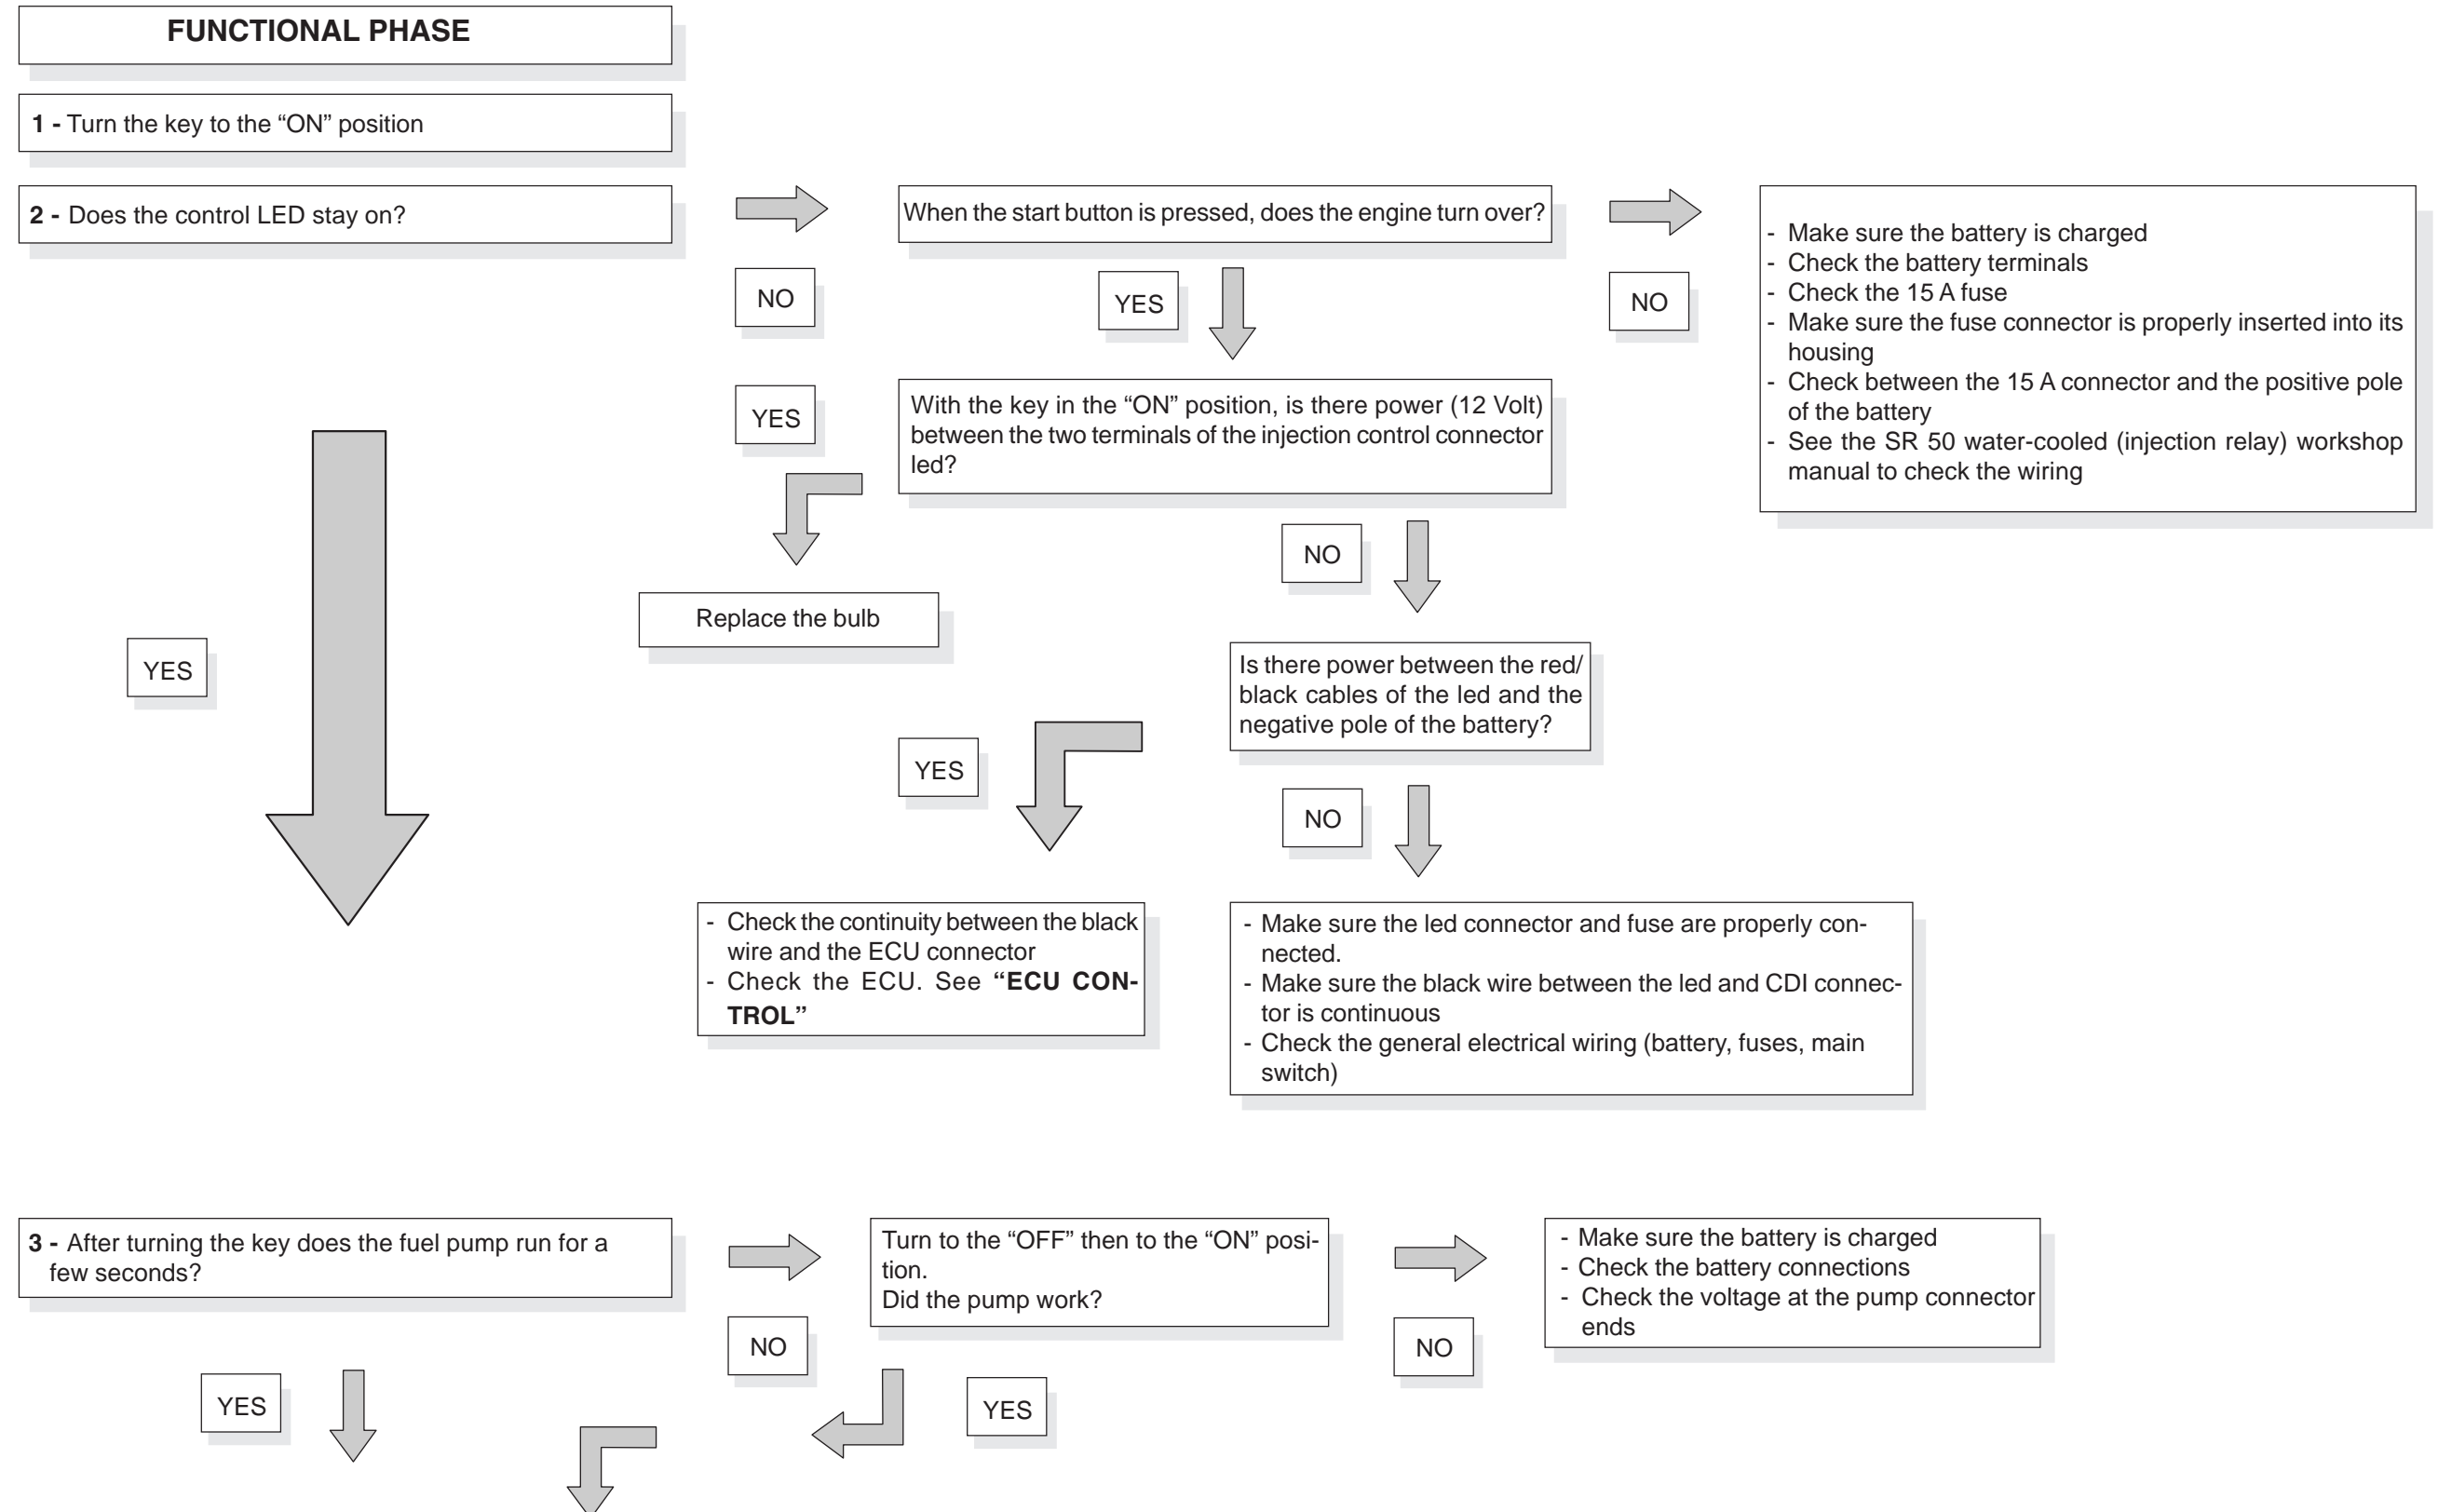 FUNCTIONAL PHASE
1 - Turn the key to the “ON” position
2 - Does the control LED stay on?
NO
When the start button is pressed, does the engine turn over?
YES
NO
- Make sure the battery is charged
- Check the battery terminals
- Check the 15 A fuse
- Make sure the fuse connector is properly inserted into its
housing
- Check between the 15 A connector and the positive pole
of the battery
- See the SR 50 water-cooled (injection relay) workshop
manual to check the wiring
YES
With the key in the “ON” position, is there power (12 Volt)
between the two terminals of the injection control connector
led?
NO
Replace the bulb
YES
Is there power between the red/
black cables of the led and the
negative pole of the battery?
YES
NO
- Check the continuity between the black
wire and the ECU connector
- Check the ECU. See “ECU CON-
TROL”
- Make sure the led connector and fuse are properly con-
nected.
- Make sure the black wire between the led and CDI connec-
tor is continuous
- Check the general electrical wiring (battery, fuses, main
switch)
3 - After turning the key does the fuel pump run for a
few seconds?
NO
Turn to the “OFF” then to the “ON” posi-
tion.
Did the pump work?
NO
- Make sure the battery is charged
- Check the battery connections
- Check the voltage at the pump connector
ends
YES
YES